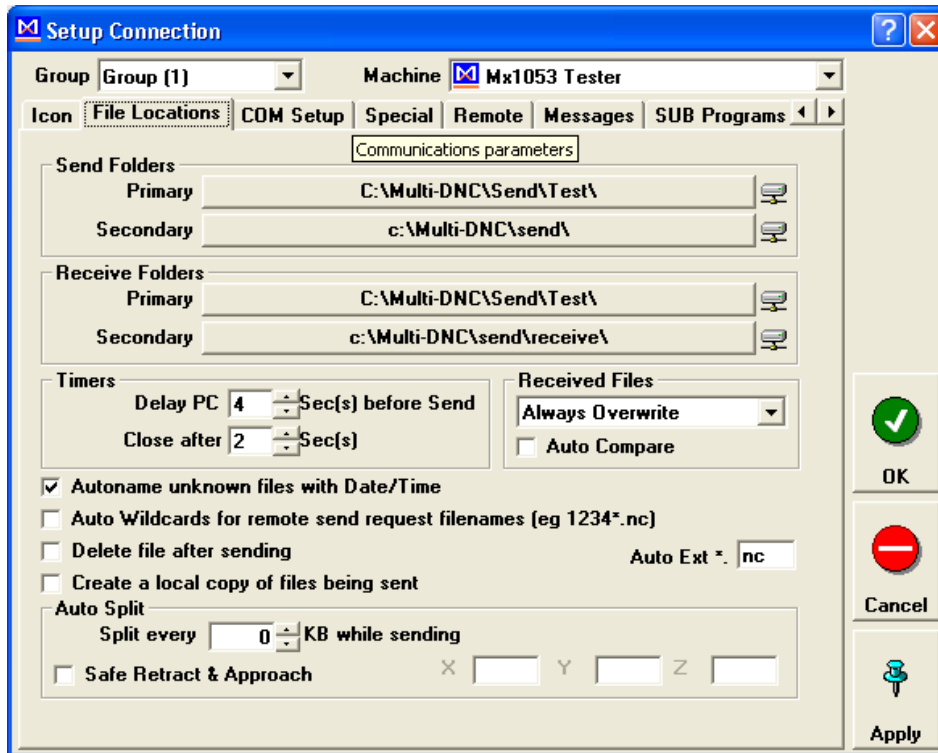 Setup Connection
Group Group (1) Machine Mx1053 Tester
Icon File Locations COM Setup Special Remote Messages SUB Programs
Communications parameters
Send Folders
Primary C:\Multi-DNC\Send\Test\
Secondary c:\Multi-DNC\send\
Receive Folders
Primary C:\Multi-DNC\Send\Test\
Secondary c:\Multi-DNC\send\receive\
Timers
Delay PC 4 Sec(s) before Send
Close after 2 Sec(s)
Received Files
Always Overwrite
Auto Compare
Autoname unknown files with Date/Time
Auto Wildcards for remote send request filenames (eg 1234*.nc)
Delete file after sending
Auto Ext *. nc
Create a local copy of files being sent
Auto Split
Split every 0 KB while sending
Safe Retract & Approach X Y Z
OK
Cancel
Apply